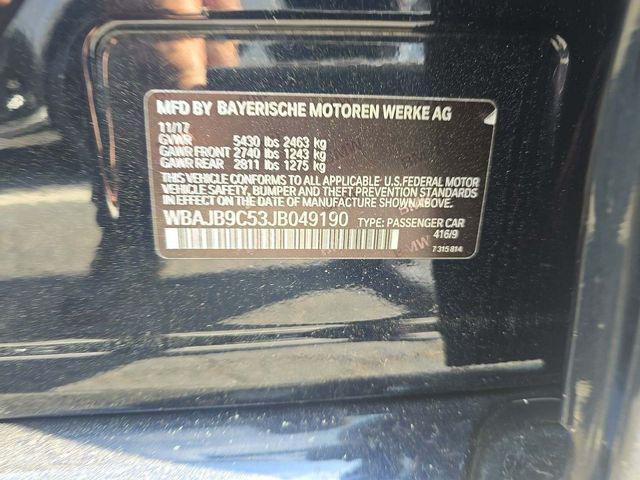 MFD BY BAYERISCHE MOTOREN WERKE AG
11/17
GVWR 5430 lbs 2463 kg
GAWR FRONT 2740 lbs 1243 kg
GAWR REAR 2811 lbs 1275 kg
THIS VEHICLE CONFORMS TO ALL APPLICABLE U.S. FEDERAL MOTOR
VEHICLE SAFETY, BUMPER AND THEFT PREVENTION STANDARDS
IN EFFECT ON THE DATE OF MANUFACTURE SHOWN ABOVE.
WBAJB9C53JB049190 TYPE: PASSENGER CAR
416/9
7 315 814
BMW